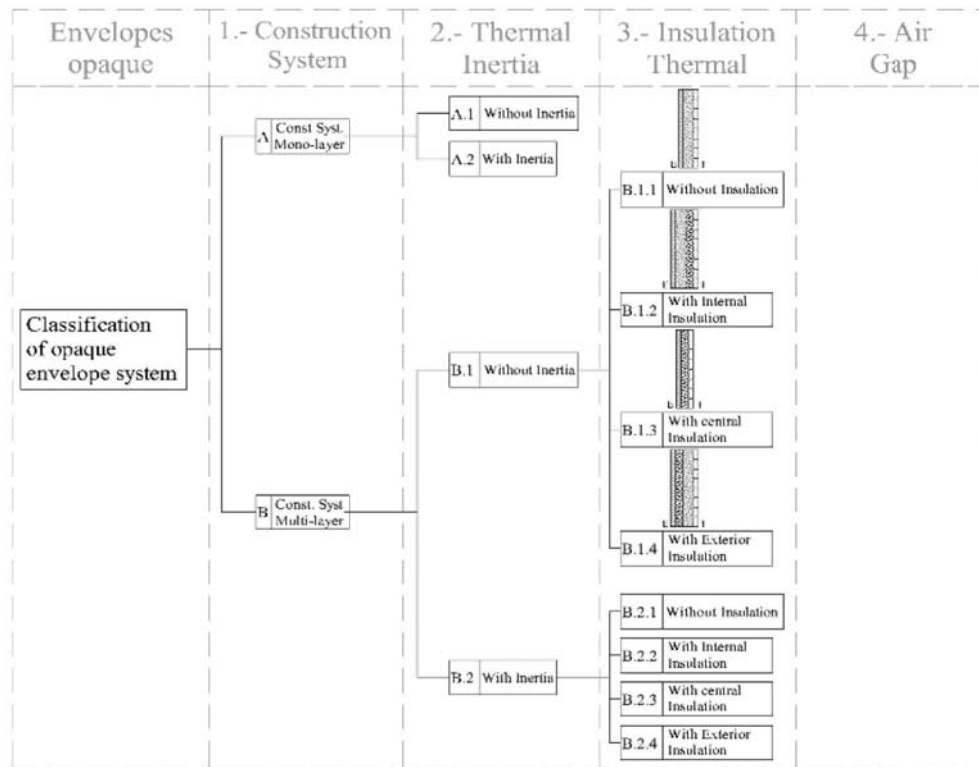 Envelopes
opaque
1.- Construction
System
2.- Thermal
Inertia
3.- Insulation
Thermal
4.- Air
Gap
Classification
of opaque
envelope system
A
Const Syst.
Mono-layer
B
Const. Syst
Multi-layer
A.1 Without Inertia
A.2 With Inertia
B.1 Without Inertia
B.2 With Inertia
B.1.1 Without Insulation
B.1.2
With Internal
Insulation
B.1.3
With central
Insulation
B.1.4
With Exterior
Insulation
B.2.1 Without Insulation
B.2.2
With Internal
Insulation
B.2.3
With central
Insulation
B.2.4
With Exterior
Insulation